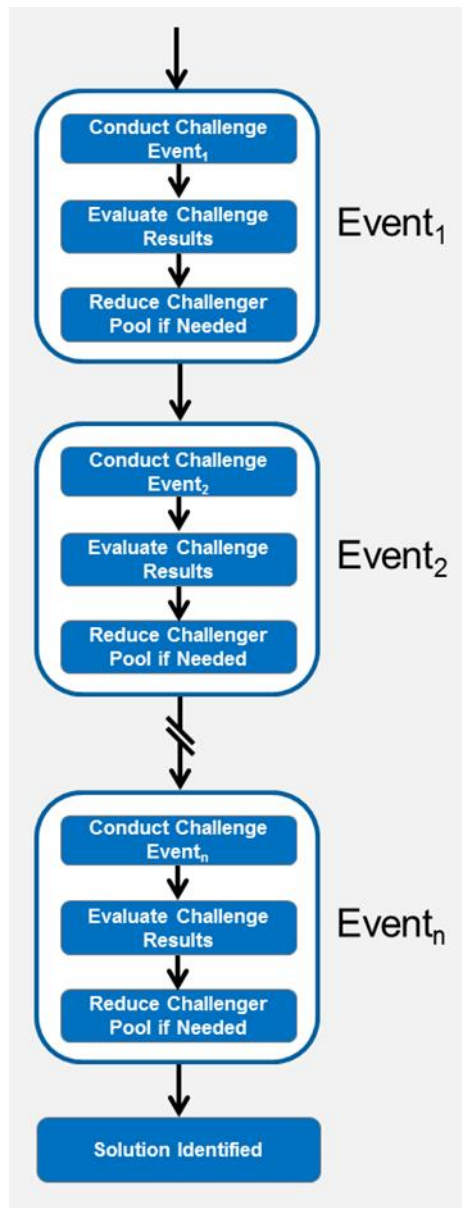 Conduct Challenge
Event₁
Evaluate Challenge
Results
Reduce Challenger
Pool if Needed
Event₁
Conduct Challenge
Event₂
Evaluate Challenge
Results
Reduce Challenger
Pool if Needed
Event₂
Conduct Challenge
Eventₙ
Evaluate Challenge
Results
Reduce Challenger
Pool if Needed
Eventₙ
Solution Identified